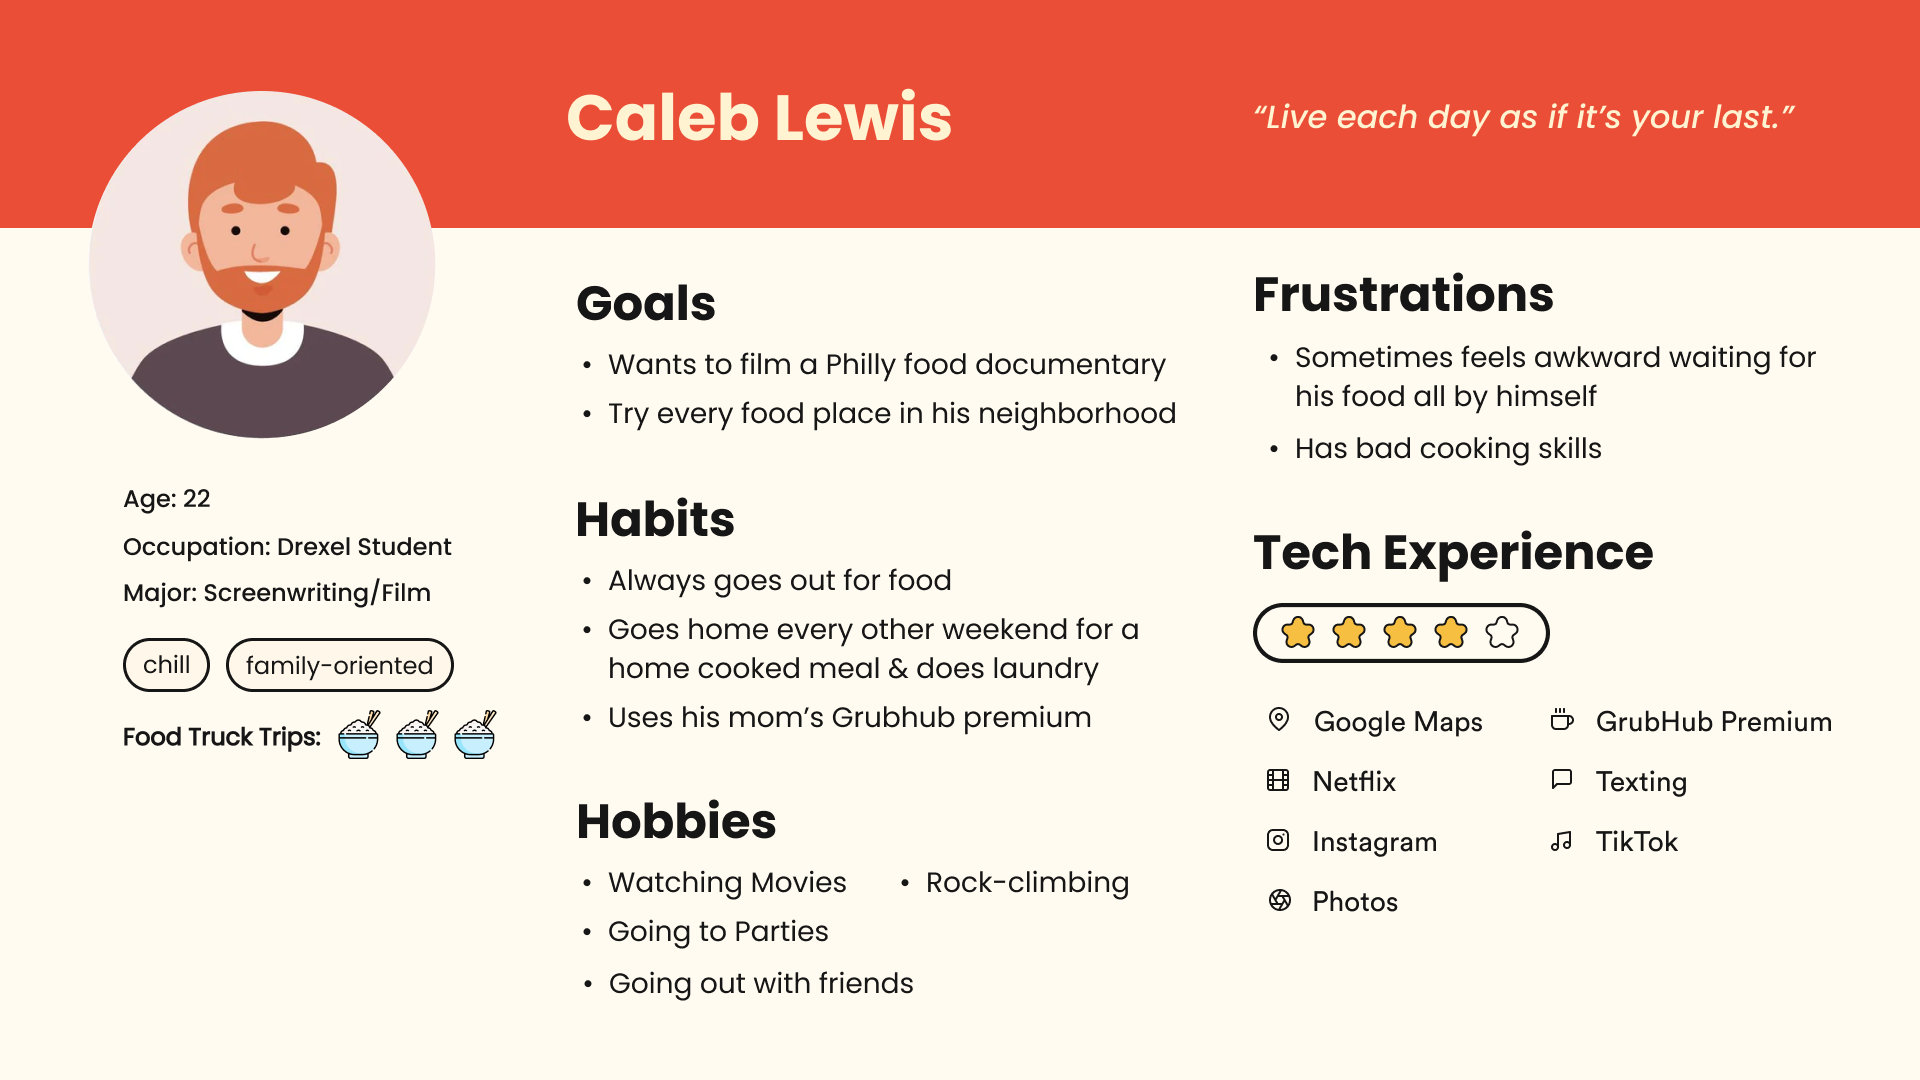 Caleb Lewis
“Live each day as if it’s your last.”
Age: 22
Occupation: Drexel Student
Major: Screenwriting/Film
chill
family-oriented
Food Truck Trips:
Goals
• Wants to film a Philly food documentary
• Try every food place in his neighborhood
Habits
• Always goes out for food
• Goes home every other weekend for a
home cooked meal & does laundry
• Uses his mom’s Grubhub premium
Hobbies
• Watching Movies
• Rock-climbing
• Going to Parties
• Going out with friends
Frustrations
• Sometimes feels awkward waiting for
his food all by himself
• Has bad cooking skills
Tech Experience
Google Maps
GrubHub Premium
Netflix
Texting
Instagram
TikTok
Photos